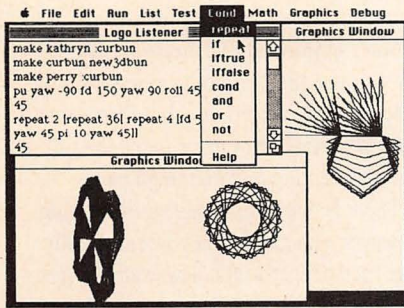 File Edit Run List Test Cond Math Graphics Debug
Logo Listener
make kathryn :curbun
make curbun new3dbun
make perry :curbun
pu yaw -90 fd 150 yaw 90 roll 45
45
repeat 2 [repeat 36[ repeat 4 [fd 5
yaw 45 pi 10 yaw 45]]
45
repeat
if
iftrue
iffalse
cond
and
or
not
Help
Graphics Window
Graphics Windo